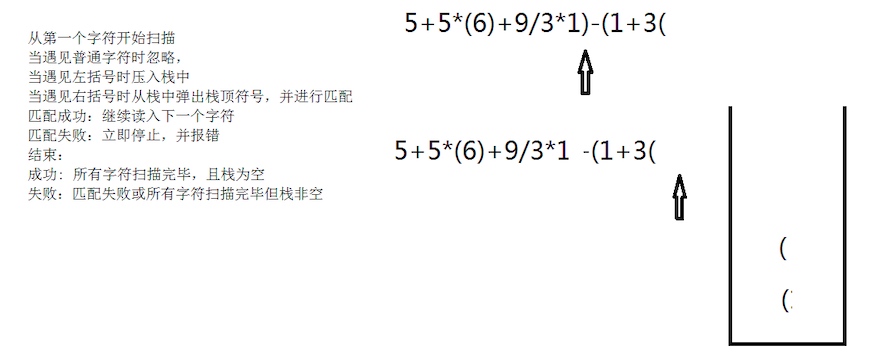 从第一个字符开始扫描
当遇见普通字符时忽略，
当遇见左括号时压入栈中
当遇见右括号时从栈中弹出栈顶符号，并进行匹配
匹配成功：继续读入下一个字符
匹配失败：立即停止，并报错
结束：
成功: 所有字符扫描完毕，且栈为空
失败：匹配失败或所有字符扫描完毕但栈非空
5+5*(6)+9/3*1)-(1+3(
5+5*(6)+9/3*1 -(1+3(
(
(